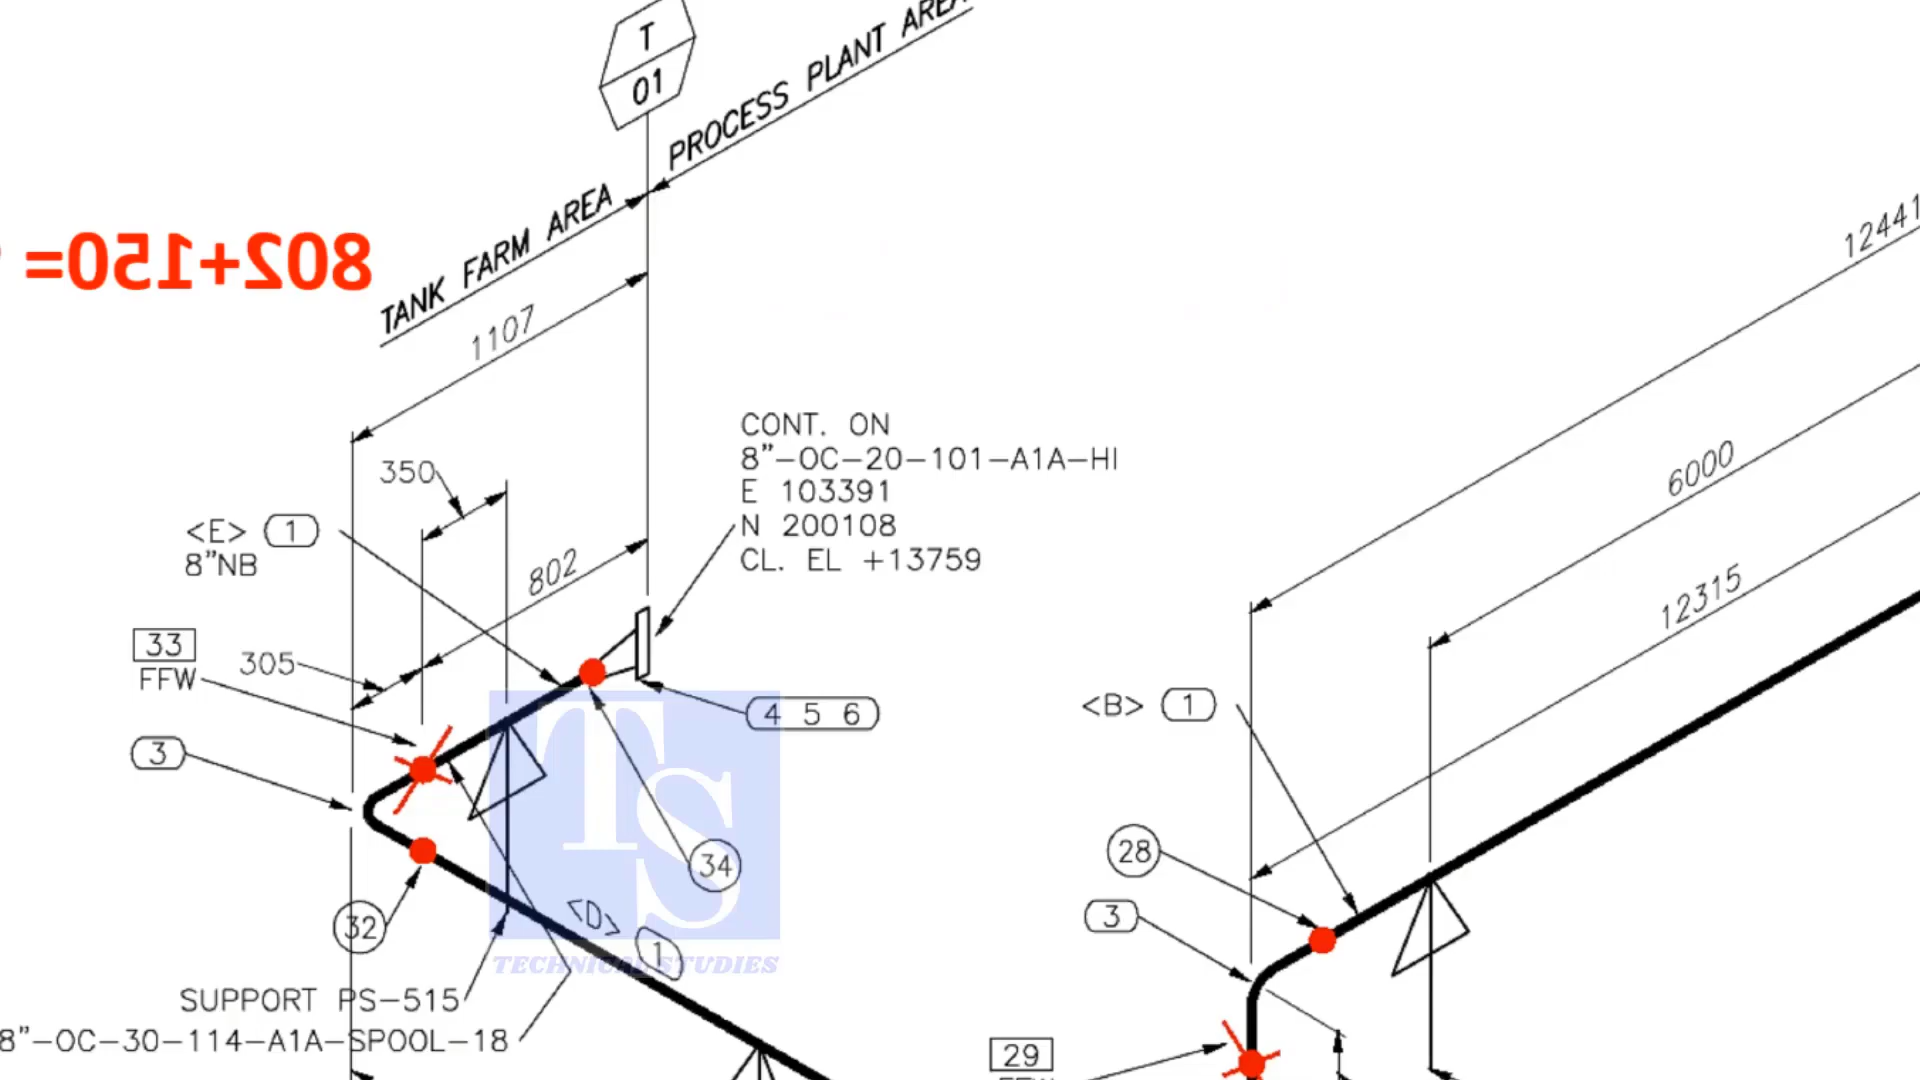 T
01
PROCESS PLANT AREA
TANK FARM AREA
802+150=
1107
12441
350
CONT. ON
8”-OC-20-101-A1A-HI
E 103391
N 200108
CL. EL +13759
6000
<E> 1
8”NB
802
12315
33
FFW
305
4 5 6
<B> 1
3
TS
34
28
3
32
<D> 1
TECHNICAL STUDIES
SUPPORT PS-515
8”-OC-30-114-A1A-SPOOL-18
29